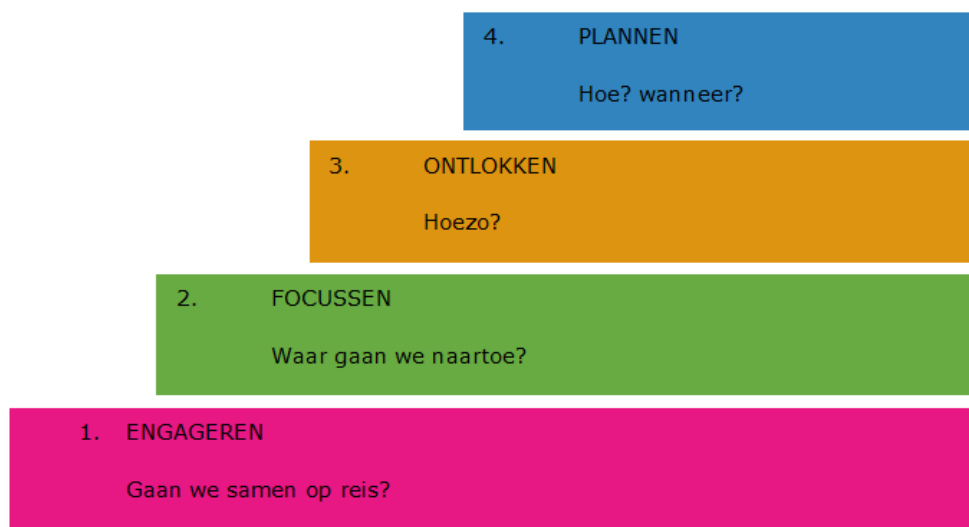 4. PLANNEN
Hoe? wanneer?
3. ONTLOKKEN
Hoezo?
2. FOCUSSEN
Waar gaan we naartoe?
1. ENGAGEREN
Gaan we samen op reis?